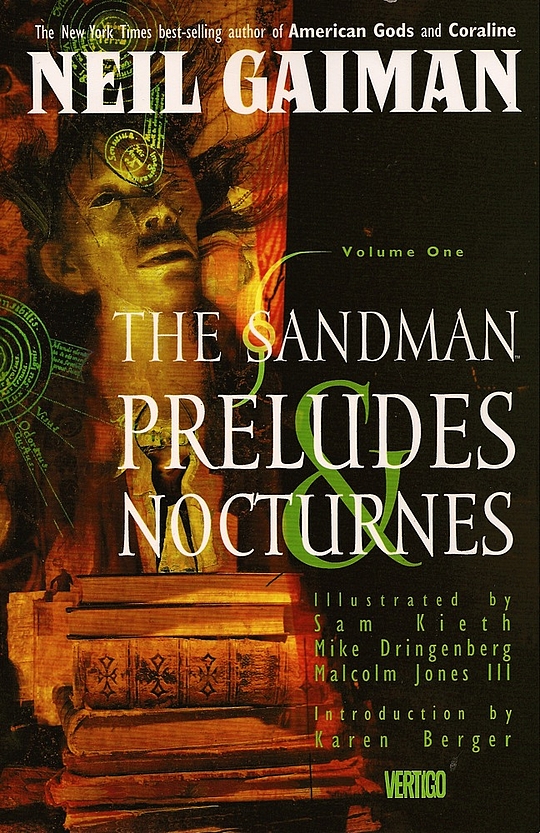 The New York Times best-selling author of American Gods and Coraline
NEIL GAIMAN
Volume One
THE SANDMAN™
PRELUDES
&
NOCTURNES
Illustrated by
Sam Kieth
Mike Dringenberg
Malcolm Jones III
Introduction by
Karen Berger
VERTIGO